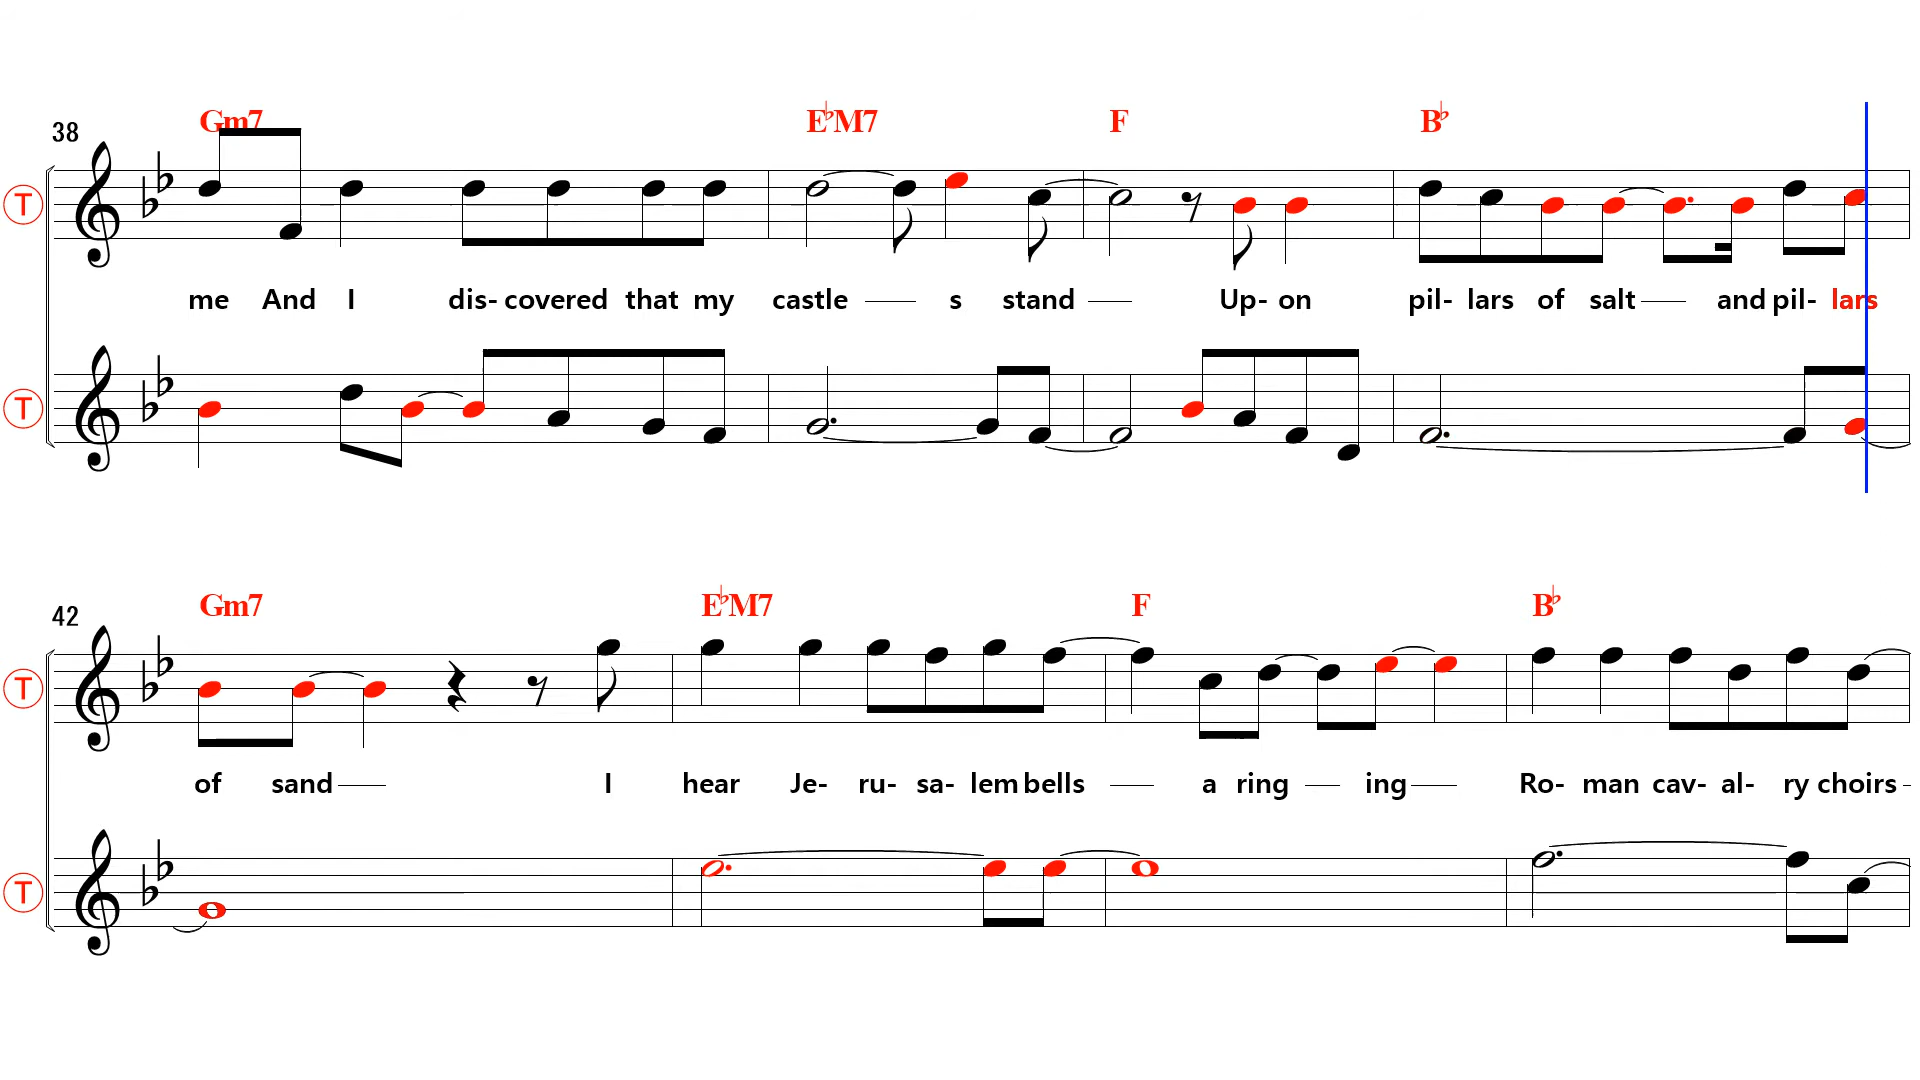 38 Gm7 E♭M7 F B♭
T
me And I dis- covered that my castle s stand Up- on pil- lars of salt and pil- lars
T
42 Gm7 E♭M7 F B♭
T
of sand I hear Je- ru- sa- lem bells a ring ing Ro- man cav- al- ry choirs
T